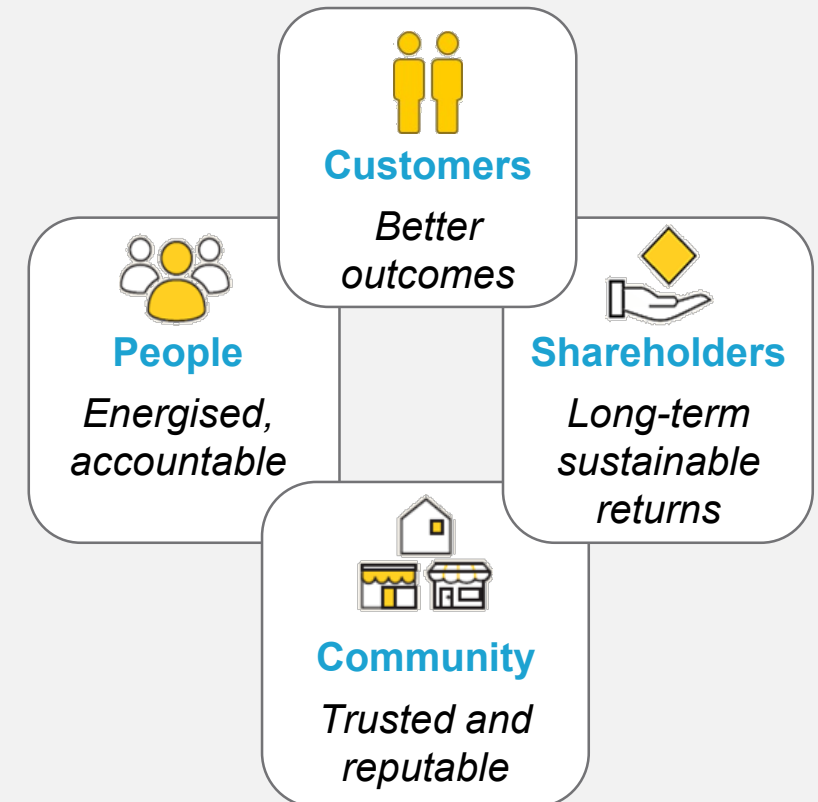 Customers
Better
outcomes
People
Energised,
accountable
Shareholders
Long-term
sustainable
returns
Community
Trusted and
reputable